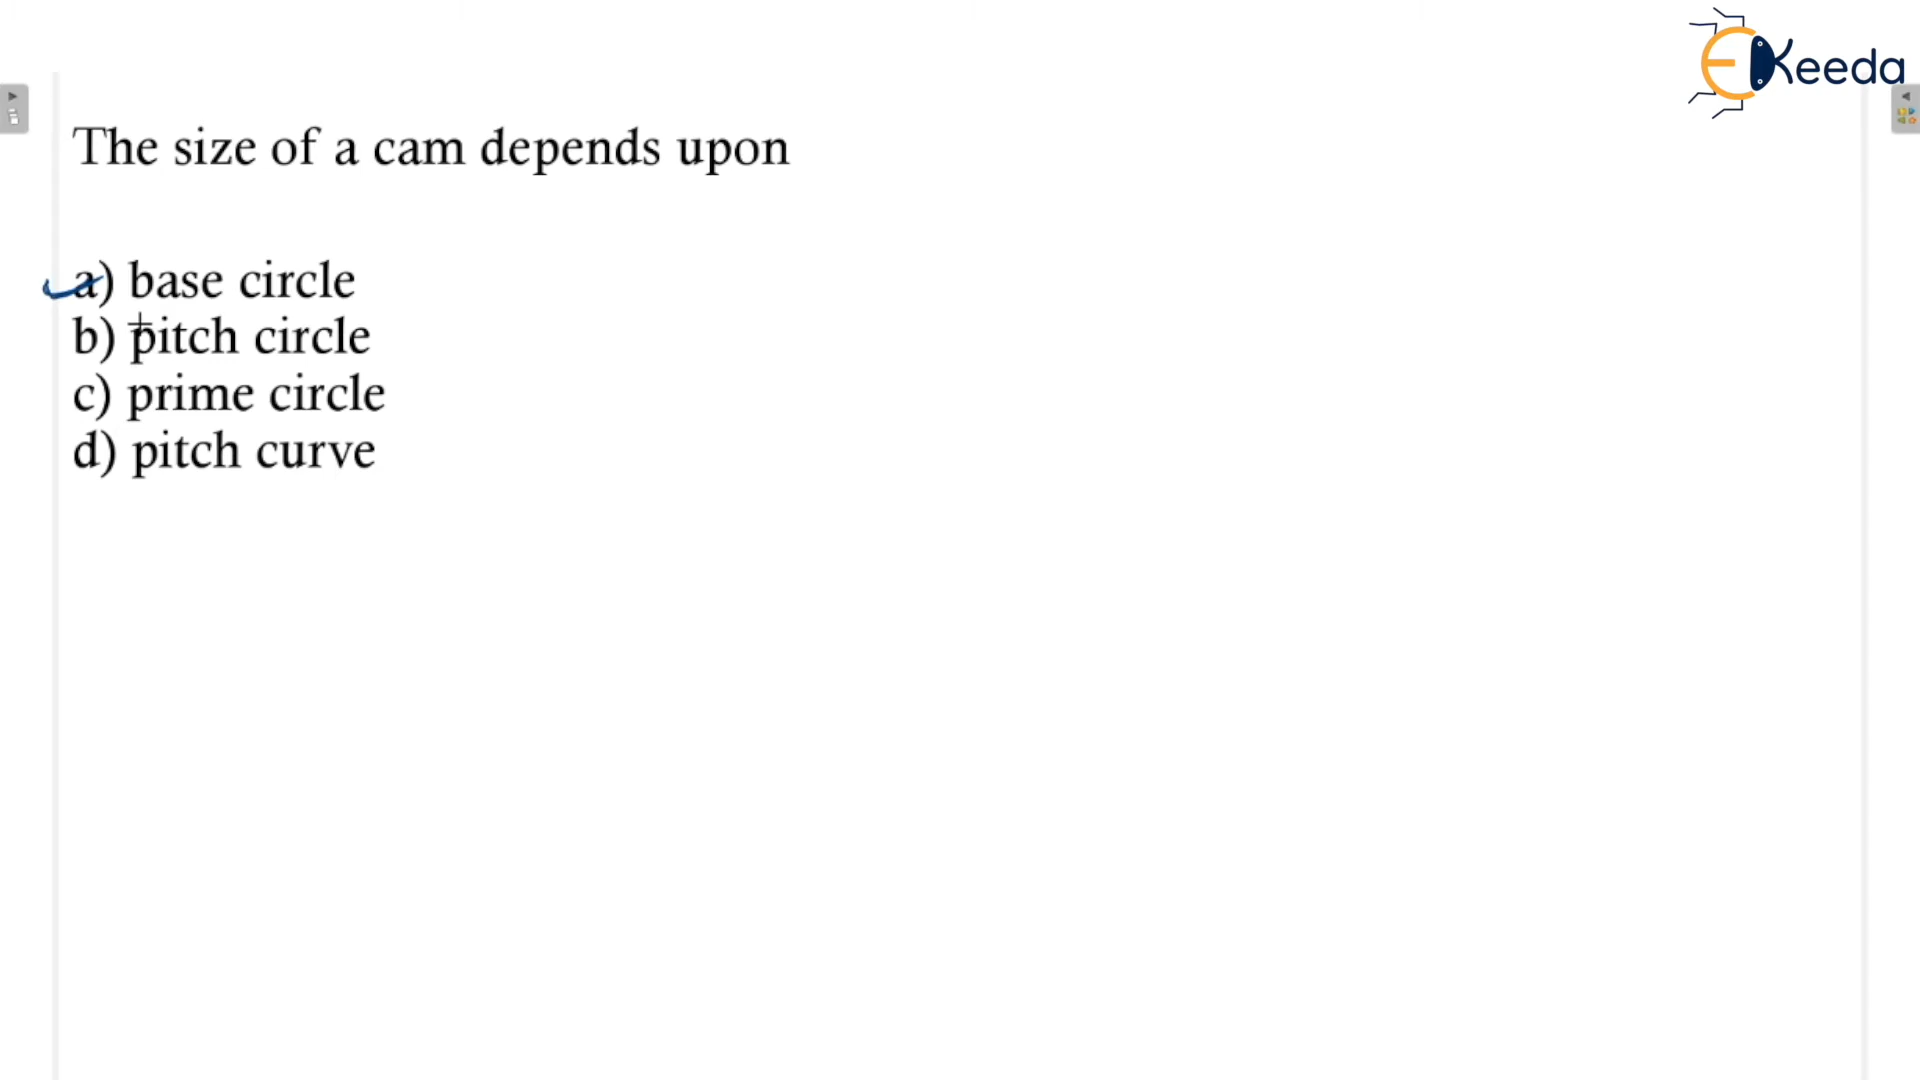 EKeeda
The size of a cam depends upon
a) base circle
b) pitch circle
c) prime circle
d) pitch curve